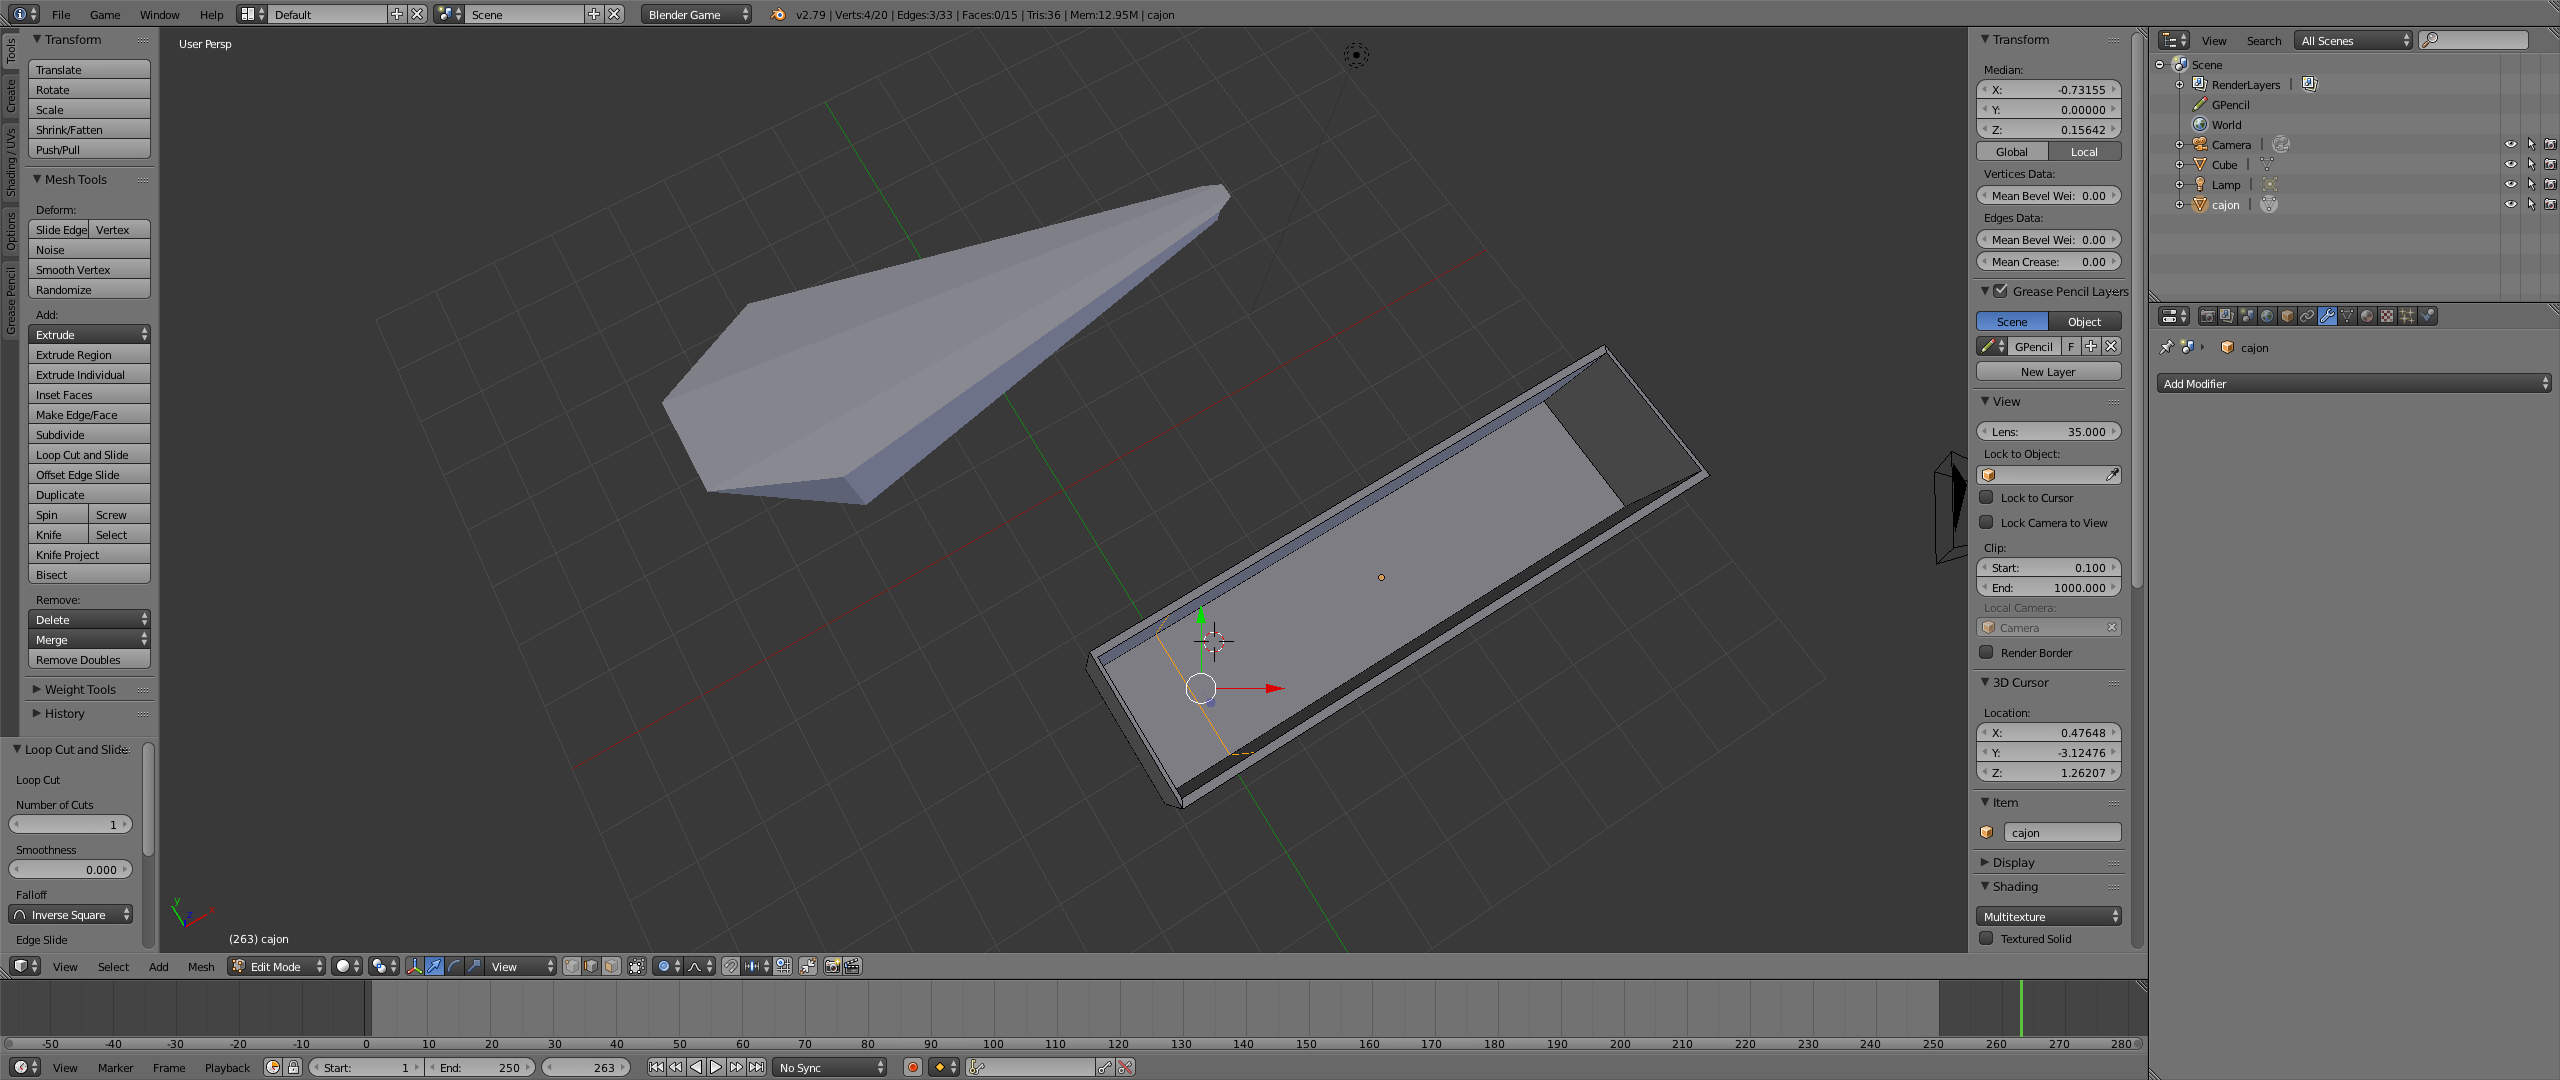 File Game Window Help Default Scene Blender Game v2.79 | Verts:4/20 | Edges:3/33 | Faces:0/15 | Tris:36 | Mem:12.95M | cajon
Tools
Create
Shading / UVs
Options
Grease Pencil
Transform
Translate
Rotate
Scale
Shrink/Fatten
Push/Pull
Mesh Tools
Deform:
Slide Edge Vertex
Noise
Smooth Vertex
Randomize
Add:
Extrude
Extrude Region
Extrude Individual
Inset Faces
Make Edge/Face
Subdivide
Loop Cut and Slide
Offset Edge Slide
Duplicate
Spin Screw
Knife Select
Knife Project
Bisect
Remove:
Delete
Merge
Remove Doubles
Weight Tools
History
Loop Cut and Slide
Loop Cut
Number of Cuts
1
Smoothness
0.000
Falloff
Inverse Square
Edge Slide
User Persp
y
z
x
(263) cajon
Transform
Median:
X: -0.73155
Y: 0.00000
Z: 0.15642
Global Local
Vertices Data:
Mean Bevel Wei: 0.00
Edges Data:
Mean Bevel Wei: 0.00
Mean Crease: 0.00
Grease Pencil Layers
Scene Object
GPencil F
New Layer
View
Lens: 35.000
Lock to Object:
Lock to Cursor
Lock Camera to View
Clip:
Start: 0.100
End: 1000.000
Local Camera:
Camera
Render Border
3D Cursor
Location:
X: 0.47648
Y: -3.12476
Z: 1.26207
Item
cajon
Display
Shading
Multitexture
Textured Solid
View Search All Scenes
Scene
RenderLayers |
GPencil
World
Camera |
Cube |
Lamp |
cajon |
cajon
Add Modifier
View Select Add Mesh Edit Mode View
-50 -40 -30 -20 -10 0 10 20 30 40 50 60 70 80 90 100 110 120 130 140 150 160 170 180 190 200 210 220 230 240 250 260 270 280
View Marker Frame Playback Start: 1 End: 250 263 No Sync